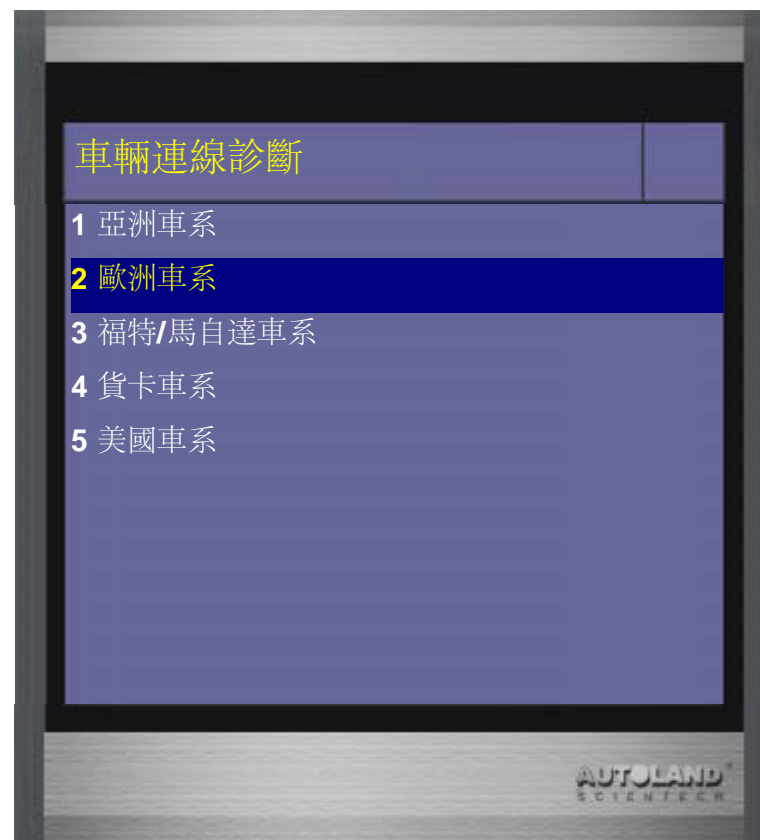 車輛連線診斷
1 亞洲車系
2 歐洲車系
3 福特/馬自達車系
4 貨卡車系
5 美國車系
AUTOLAND
SCIENTECH